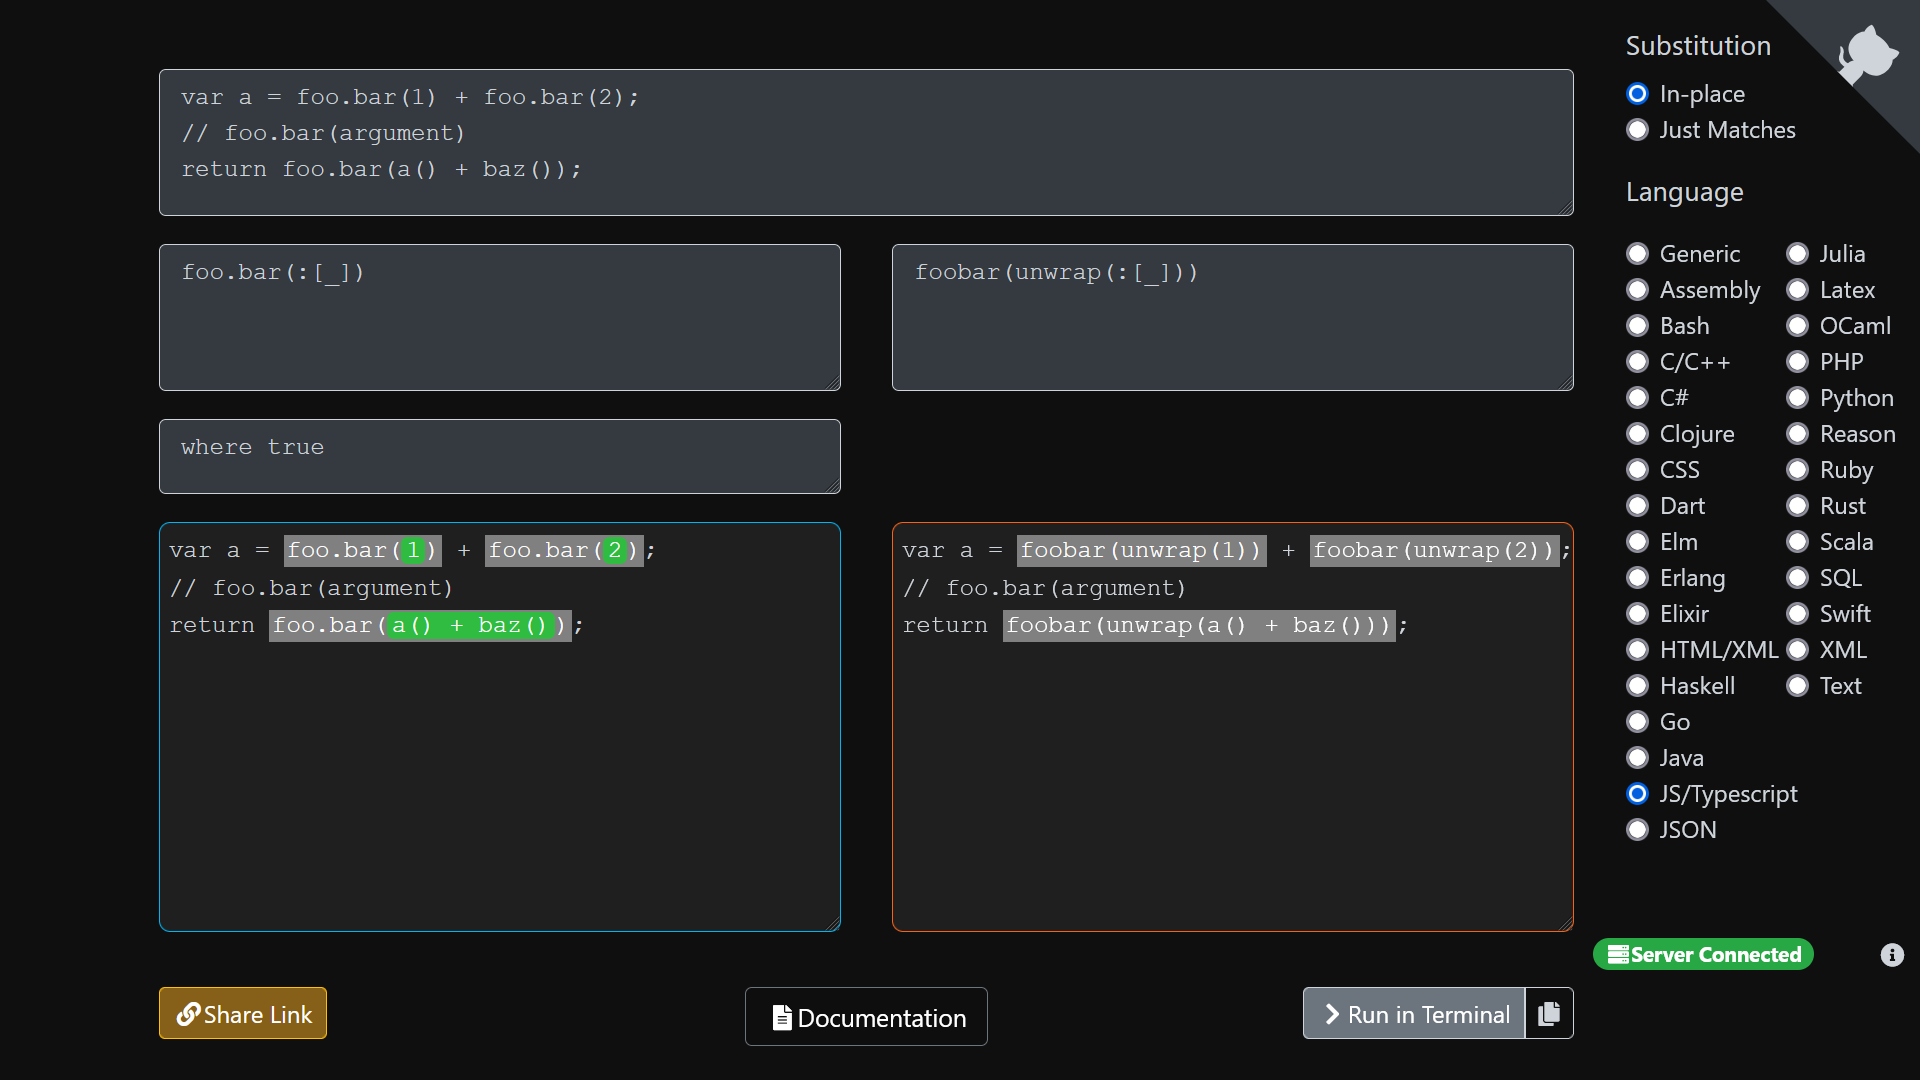 var a = foo.bar(1) + foo.bar(2);
// foo.bar(argument)
return foo.bar(a() + baz());
foo.bar(:[_])
foobar(unwrap(:[_]))
where true
var a = foo.bar(1) + foo.bar(2);
// foo.bar(argument)
return foo.bar(a() + baz());
var a = foobar(unwrap(1)) + foobar(unwrap(2));
// foo.bar(argument)
return foobar(unwrap(a() + baz()));
Share Link
Documentation
Run in Terminal
Substitution
In-place
Just Matches
Language
Generic
Assembly
Bash
C/C++
C#
Clojure
CSS
Dart
Elm
Erlang
Elixir
HTML/XML
Haskell
Go
Java
JS/Typescript
JSON
Julia
Latex
OCaml
PHP
Python
Reason
Ruby
Rust
Scala
SQL
Swift
XML
Text
Server Connected